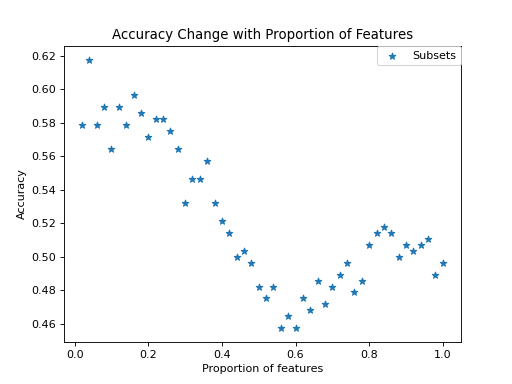 Accuracy Change with Proportion of Features
Subsets
0.62
0.60
0.58
0.56
0.54
0.52
0.50
0.48
0.46
Accuracy
0.0 0.2 0.4 0.6 0.8 1.0
Proportion of features